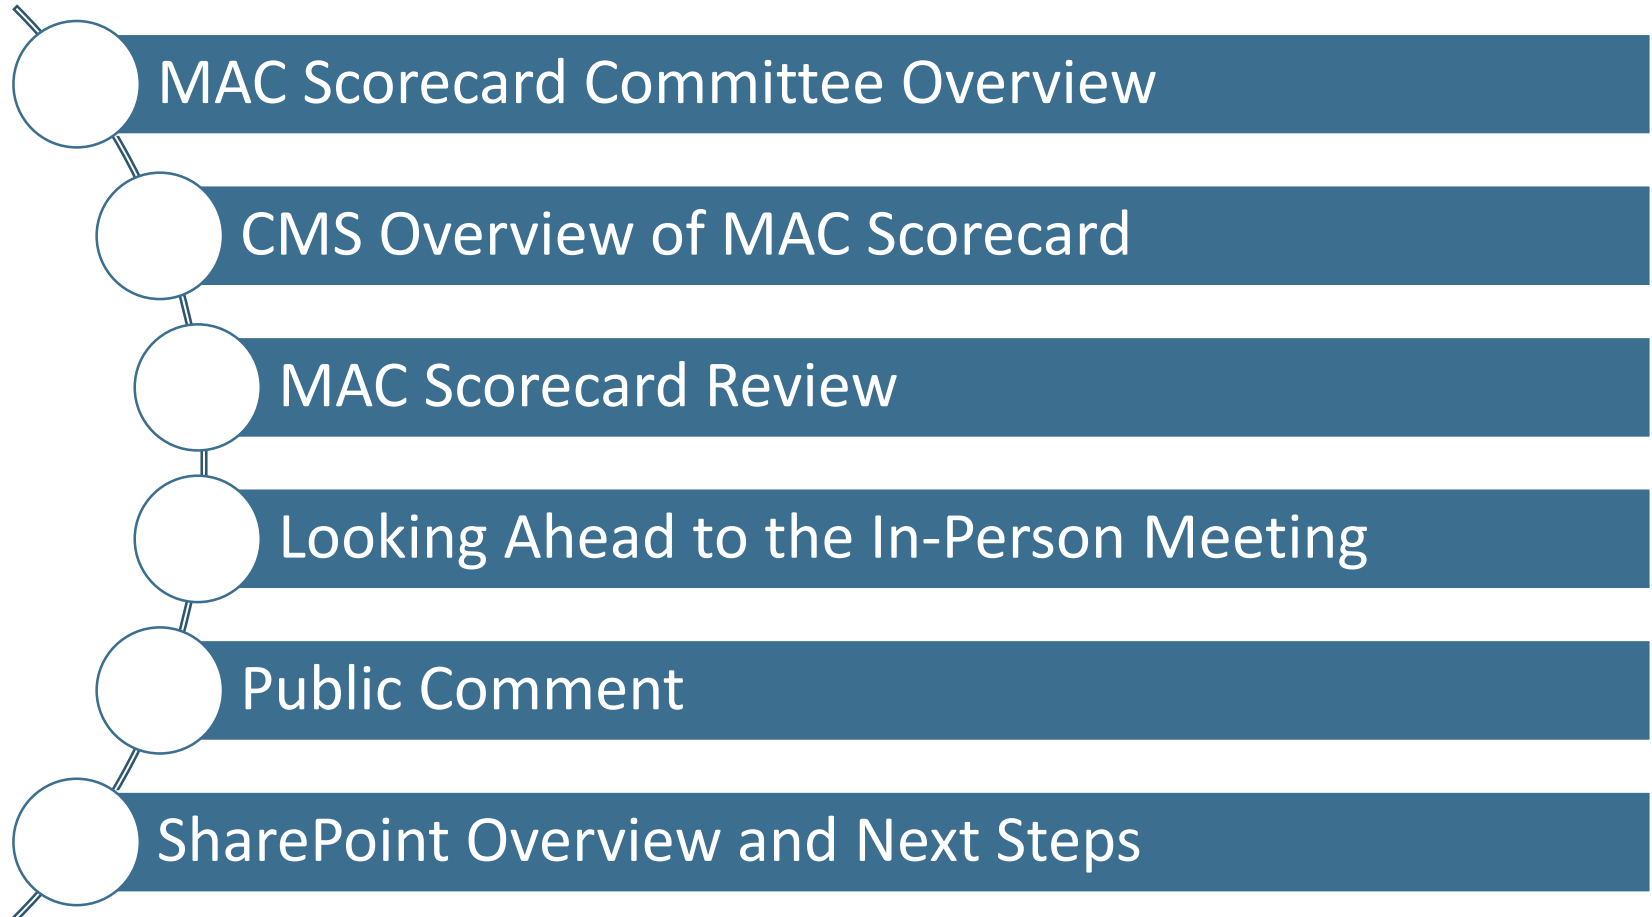 MAC Scorecard Committee Overview
CMS Overview of MAC Scorecard
MAC Scorecard Review
Looking Ahead to the In-Person Meeting
Public Comment
SharePoint Overview and Next Steps